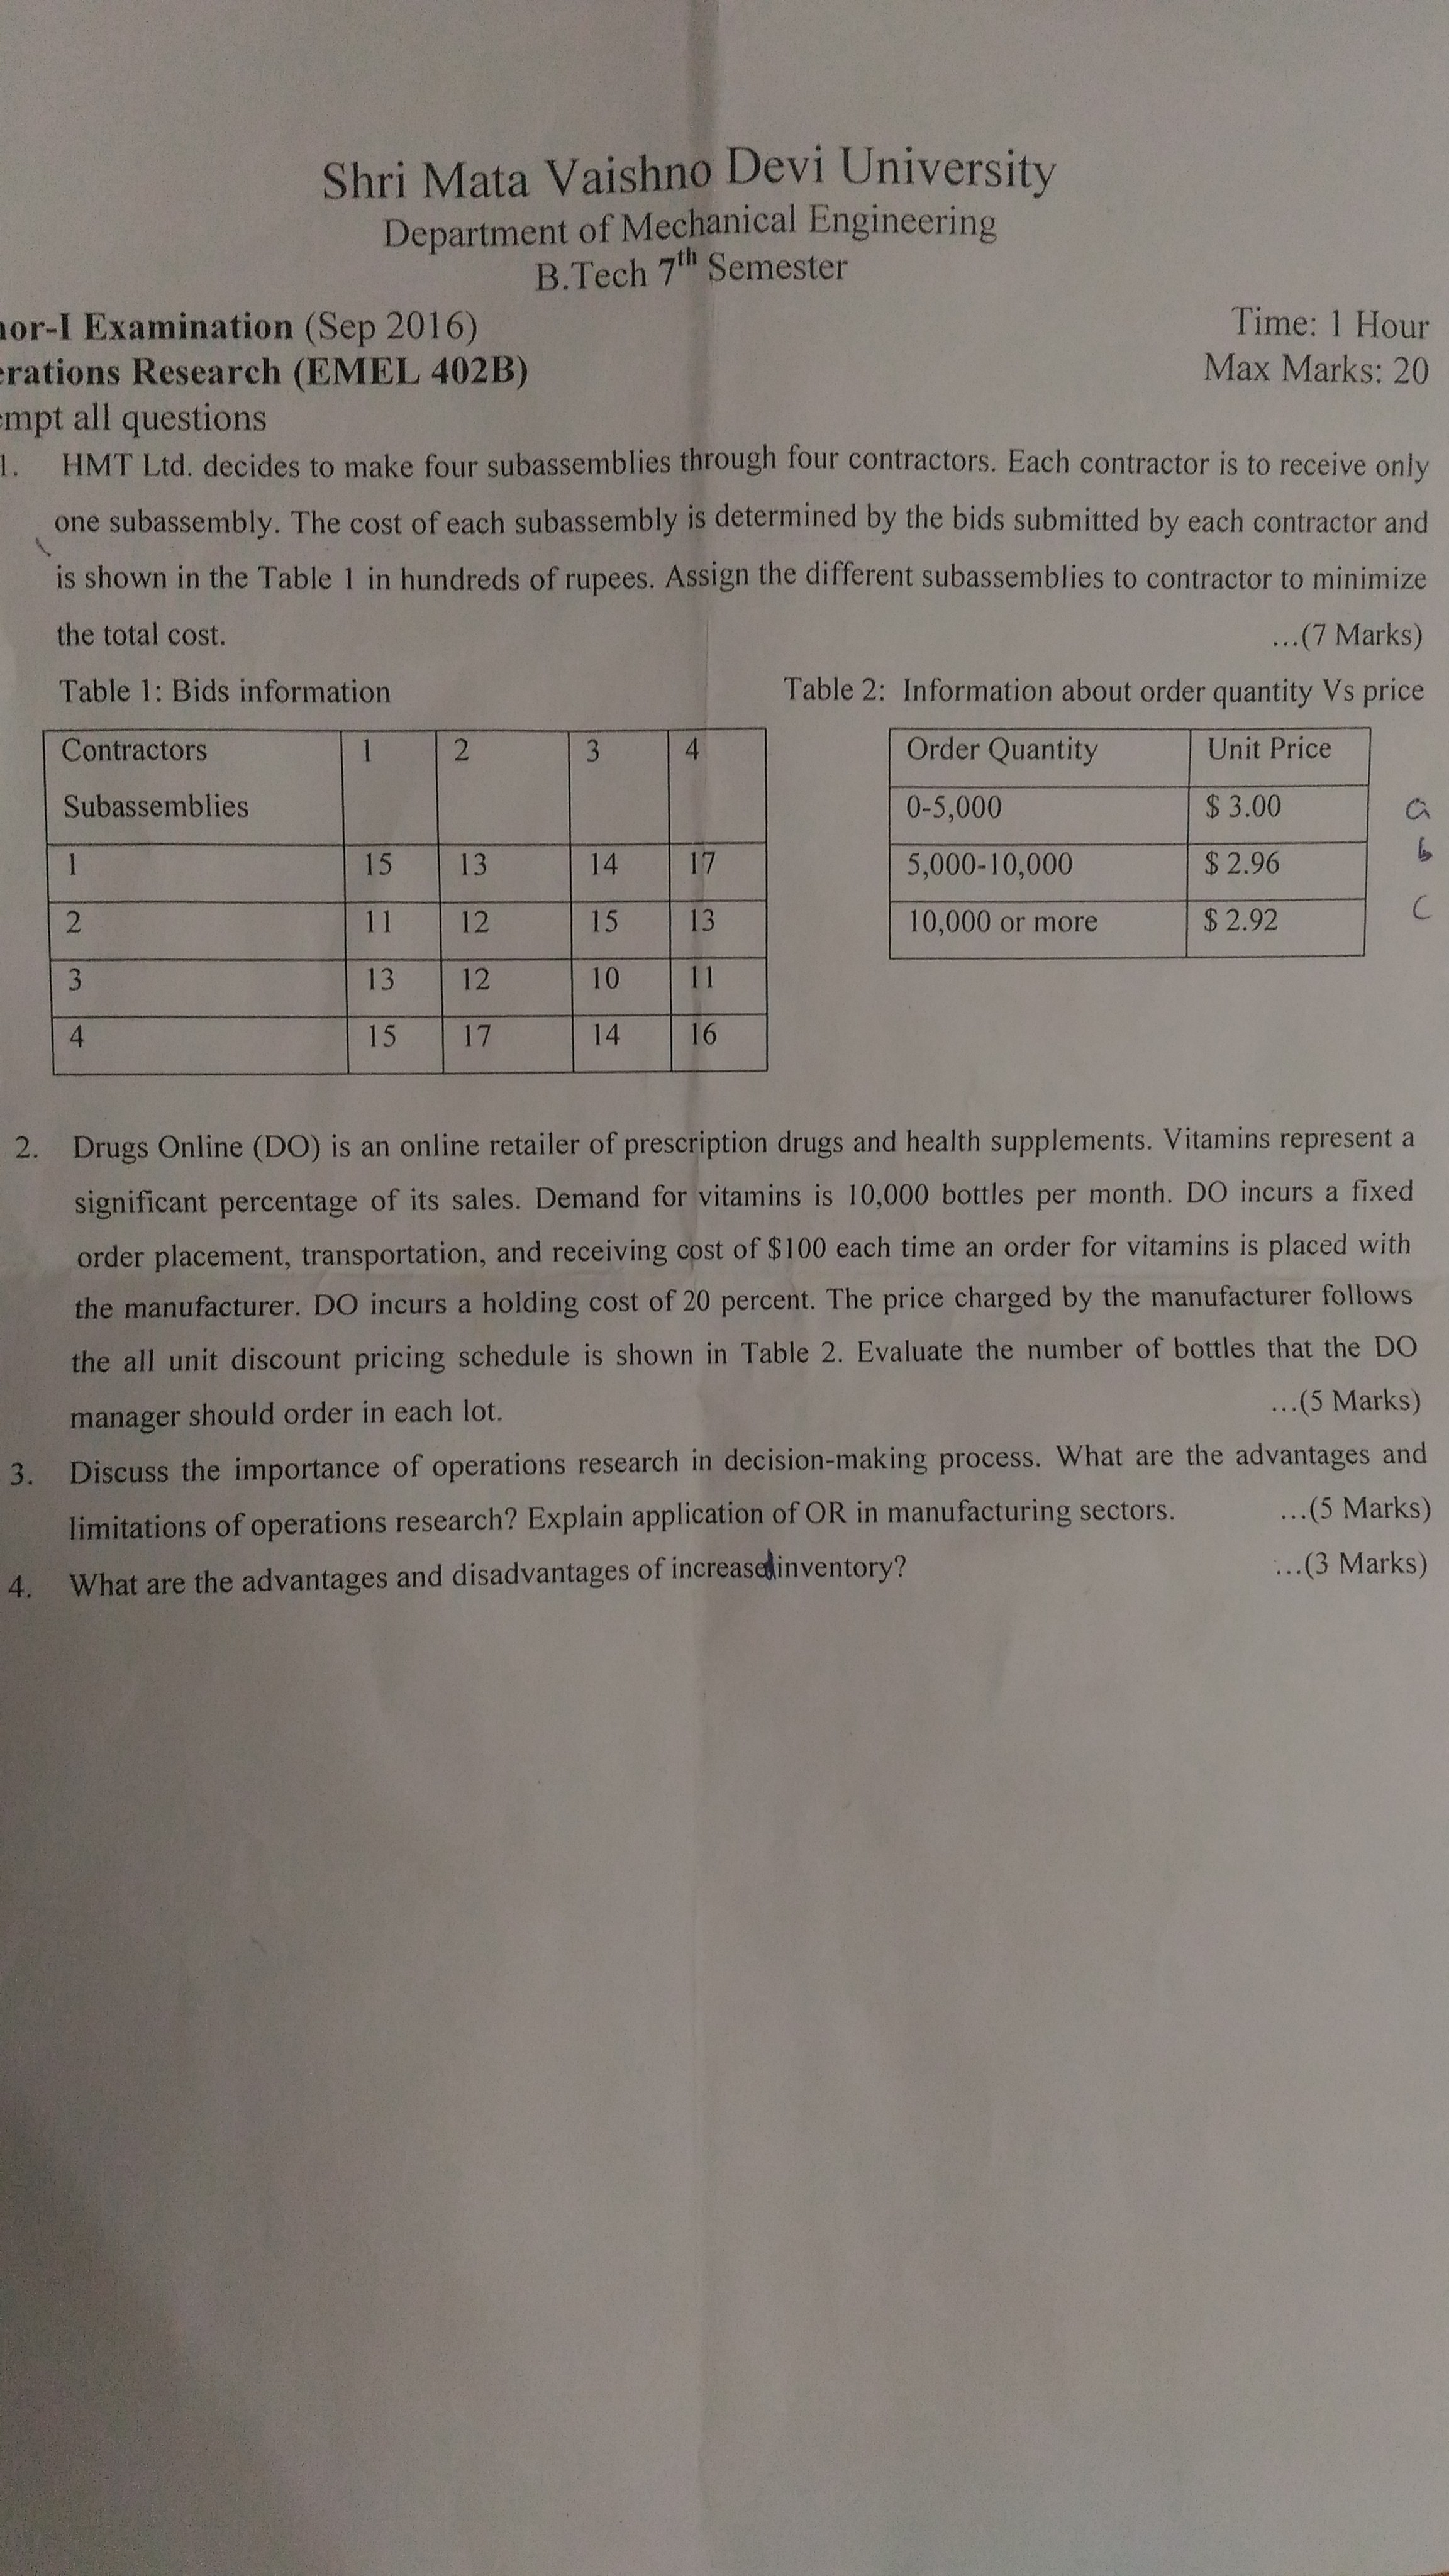 Shri Mata Vaishno Devi University
Department of Mechanical Engineering
B.Tech 7th Semester
nor-I Examination (Sep 2016)
Time: 1 Hour
erations Research (EMEL 402B)
Max Marks: 20
empt all questions
1. HMT Ltd. decides to make four subassemblies through four contractors. Each contractor is to receive only
one subassembly. The cost of each subassembly is determined by the bids submitted by each contractor and
is shown in the Table 1 in hundreds of rupees. Assign the different subassemblies to contractor to minimize
the total cost. ...(7 Marks)
Table 1: Bids information
Contractors 1 2 3 4
Subassemblies
1 15 13 14 17
2 11 12 15 13
3 13 12 10 11
4 15 17 14 16
Table 2: Information about order quantity Vs price
Order Quantity Unit Price
0-5,000 $ 3.00 a
5,000-10,000 $ 2.96 b
10,000 or more $ 2.92 c
2. Drugs Online (DO) is an online retailer of prescription drugs and health supplements. Vitamins represent a
significant percentage of its sales. Demand for vitamins is 10,000 bottles per month. DO incurs a fixed
order placement, transportation, and receiving cost of $100 each time an order for vitamins is placed with
the manufacturer. DO incurs a holding cost of 20 percent. The price charged by the manufacturer follows
the all unit discount pricing schedule is shown in Table 2. Evaluate the number of bottles that the DO
manager should order in each lot. ...(5 Marks)
3. Discuss the importance of operations research in decision-making process. What are the advantages and
limitations of operations research? Explain application of OR in manufacturing sectors. ...(5 Marks)
4. What are the advantages and disadvantages of increased inventory? ...(3 Marks)